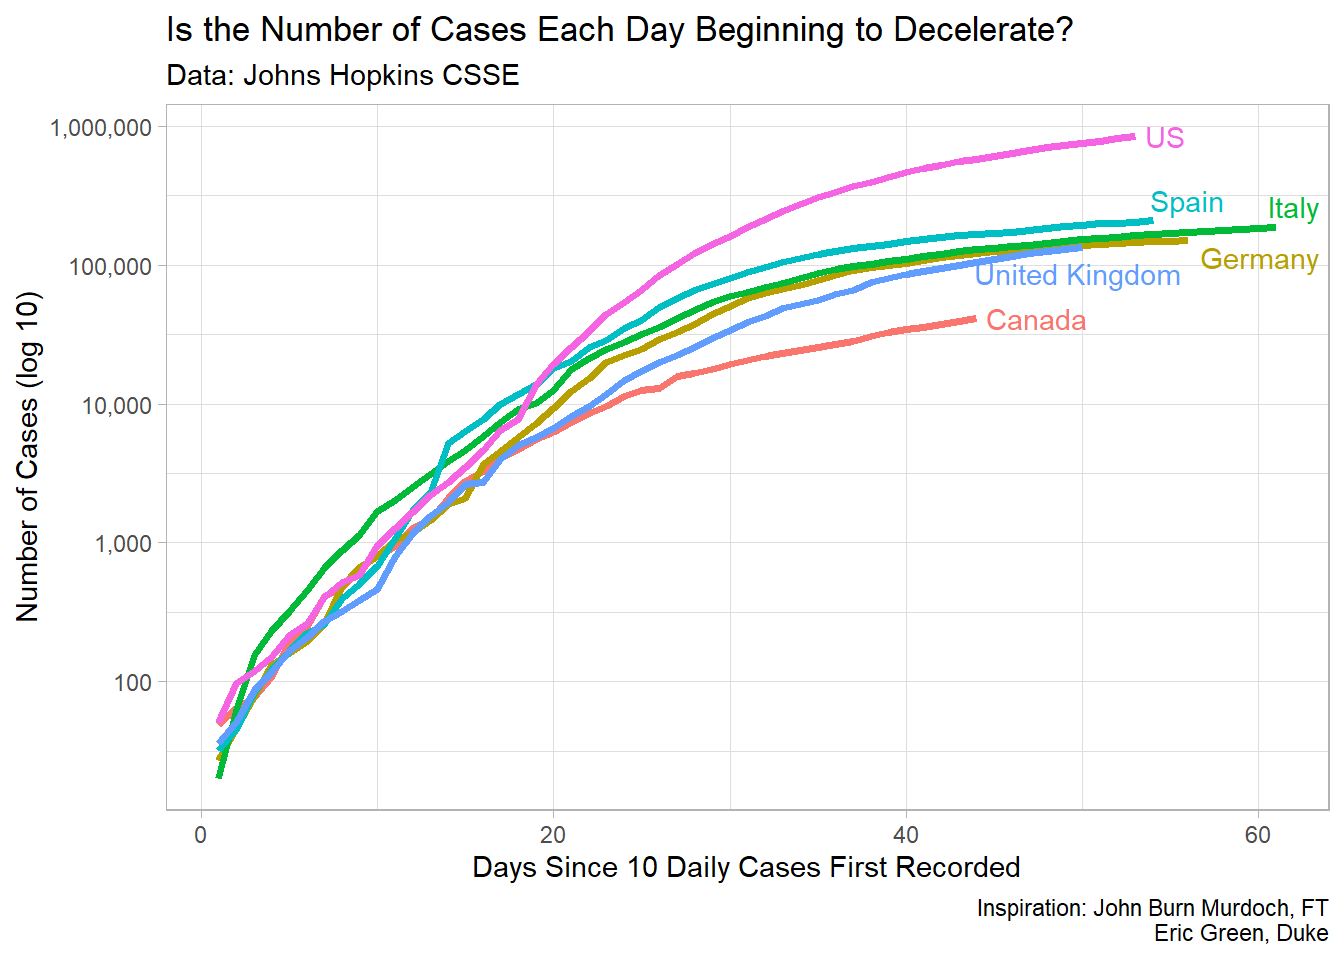 Is the Number of Cases Each Day Beginning to Decelerate?
Data: Johns Hopkins CSSE
Number of Cases (log 10)
1,000,000
100,000
10,000
1,000
100
US
Spain
Italy
Germany
United Kingdom
Canada
0 20 40 60
Days Since 10 Daily Cases First Recorded
Inspiration: John Burn Murdoch, FT
Eric Green, Duke